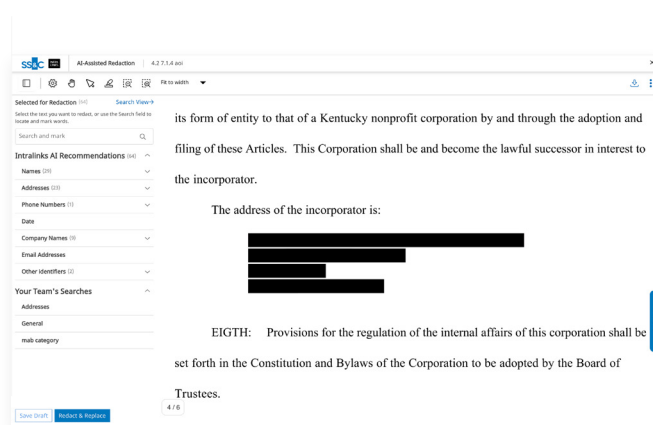 SS&C
AI-Assisted Redaction
4.2 7.1.4 aoi
Fit to width
Selected for Redaction
Search View→
Select the text you want to redact, or use the Search field to
locate and mark words.
Search and mark
Intralinks AI Recommendations (64)
Names (29)
Addresses (23)
Phone Numbers (1)
Date
Company Names (9)
Email Addresses
Other Identifiers (2)
Your Team's Searches
Addresses
General
mab category
Save Draft
Redact & Replace
its form of entity to that of a Kentucky nonprofit corporation by and through the adoption and
filing of these Articles. This Corporation shall be and become the lawful successor in interest to
the incorporator.
The address of the incorporator is:
EIGTH: Provisions for the regulation of the internal affairs of this corporation shall be
set forth in the Constitution and Bylaws of the Corporation to be adopted by the Board of
Trustees.
4 / 6